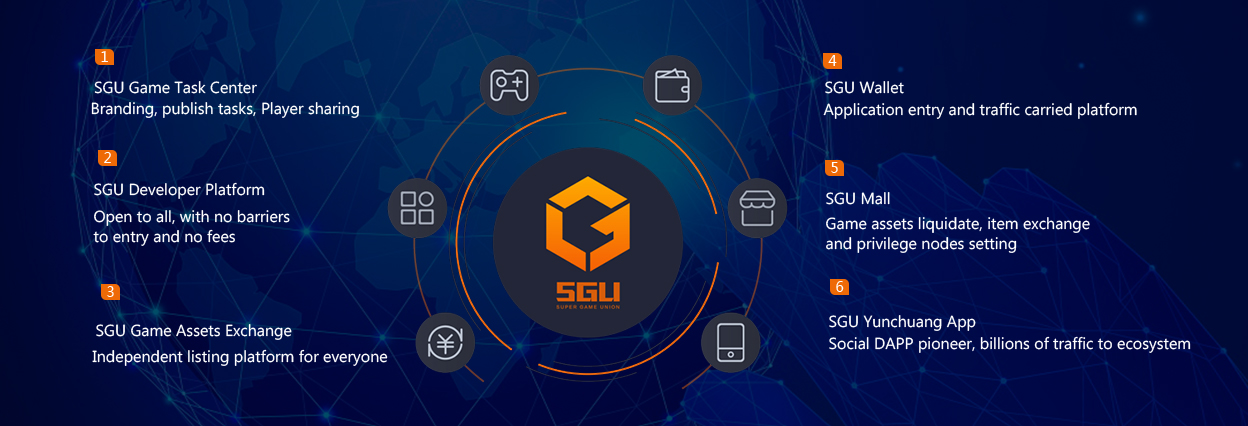 1
SGU Game Task Center
Branding, publish tasks, Player sharing
2
SGU Developer Platform
Open to all, with no barriers
to entry and no fees
3
SGU Game Assets Exchange
Independent listing platform for everyone
SGU
SUPER GAME UNION
4
SGU Wallet
Application entry and traffic carried platform
5
SGU Mall
Game assets liquidate, item exchange
and privilege nodes setting
6
SGU Yunchuang App
Social DAPP pioneer, billions of traffic to ecosystem